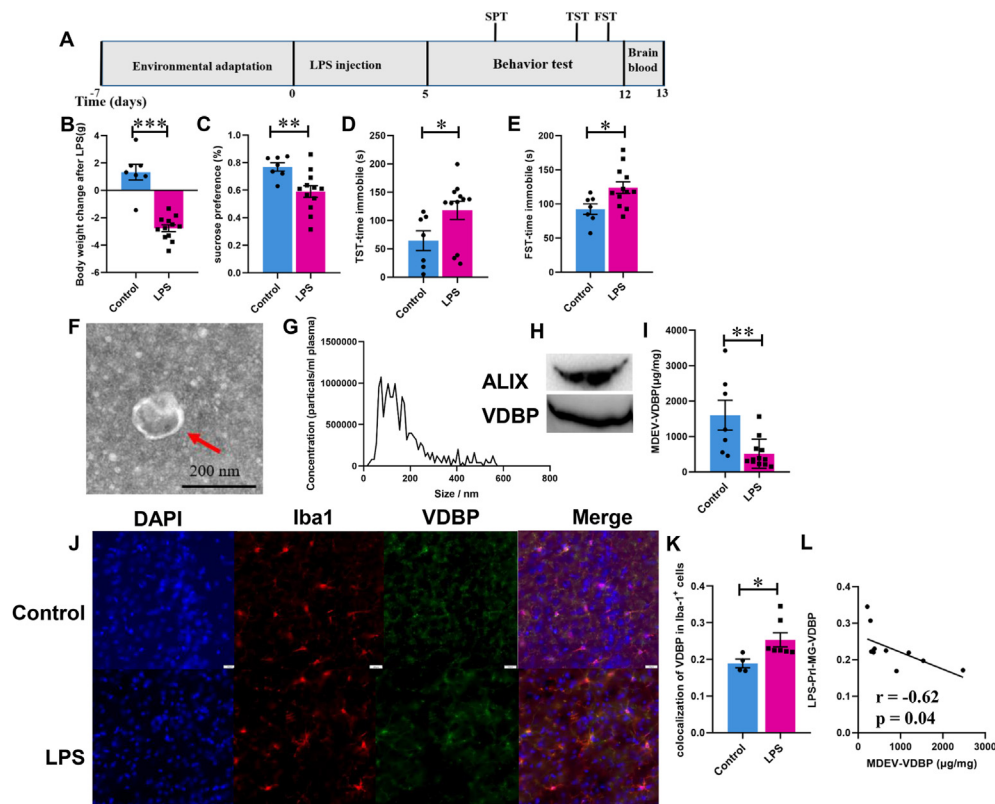 SPT TST FST
A
Environmental adaptation LPS injection Behavior test Brain blood
-7 0 5 12 13
Time (days)
B
***
Body weight change after LPS(g)
4
2
0
-2
-4
-6
Control LPS
C
**
sucrose preference (%)
1.0
0.8
0.6
0.4
0.2
0.0
Control LPS
D
*
TST-time immobile (s)
250
200
150
100
50
0
Control LPS
E
*
FST-time immobile (s)
200
150
100
50
0
Control LPS
F
200 nm
G
Concentration (particals/ml plasma)
1500000
1000000
500000
0
0 200 400 600 800
Size / nm
H
ALIX
VDBP
I
**
MDEV-VDBP(μg/mg)
4000
3000
2000
1000
0
Control LPS
J
DAPI Iba1 VDBP Merge
Control
LPS
K
*
colocalization of VDBP in Iba-1+ cells
0.4
0.3
0.2
0.1
0.0
Control LPS
L
LPS-Pri-MG-VDBP
0.4
0.3
0.2
0.1
0.0
r = -0.62
p = 0.04
0 1000 2000 3000
MDEV-VDBP (μg/mg)